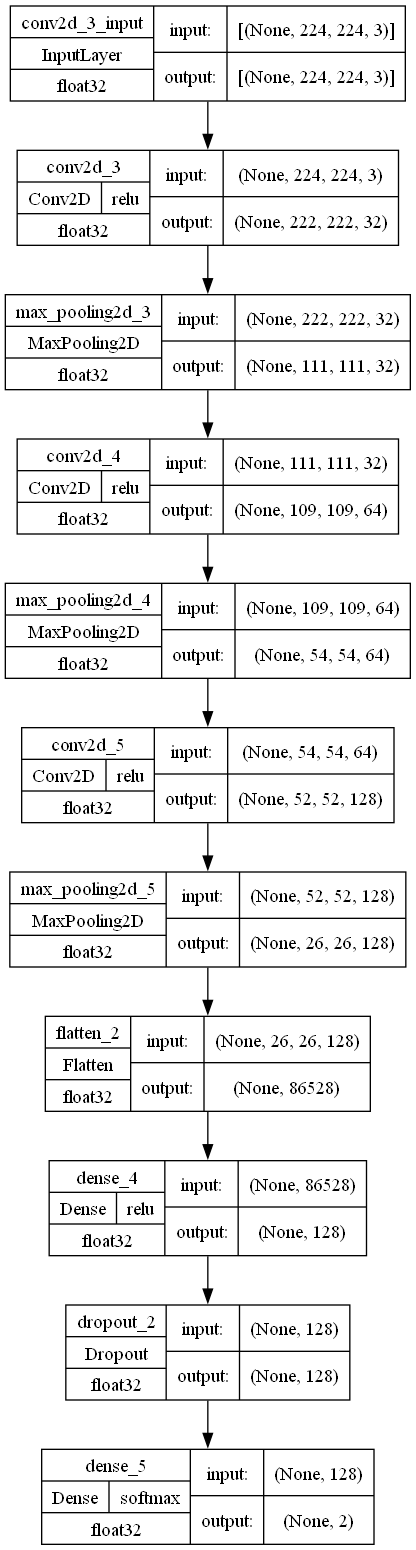 conv2d_3_input input: [(None, 224, 224, 3)]
InputLayer
float32 output: [(None, 224, 224, 3)]
conv2d_3 input: (None, 224, 224, 3)
Conv2D relu
float32 output: (None, 222, 222, 32)
max_pooling2d_3 input: (None, 222, 222, 32)
MaxPooling2D
float32 output: (None, 111, 111, 32)
conv2d_4 input: (None, 111, 111, 32)
Conv2D relu
float32 output: (None, 109, 109, 64)
max_pooling2d_4 input: (None, 109, 109, 64)
MaxPooling2D
float32 output: (None, 54, 54, 64)
conv2d_5 input: (None, 54, 54, 64)
Conv2D relu
float32 output: (None, 52, 52, 128)
max_pooling2d_5 input: (None, 52, 52, 128)
MaxPooling2D
float32 output: (None, 26, 26, 128)
flatten_2 input: (None, 26, 26, 128)
Flatten
float32 output: (None, 86528)
dense_4 input: (None, 86528)
Dense relu
float32 output: (None, 128)
dropout_2 input: (None, 128)
Dropout
float32 output: (None, 128)
dense_5 input: (None, 128)
Dense softmax
float32 output: (None, 2)